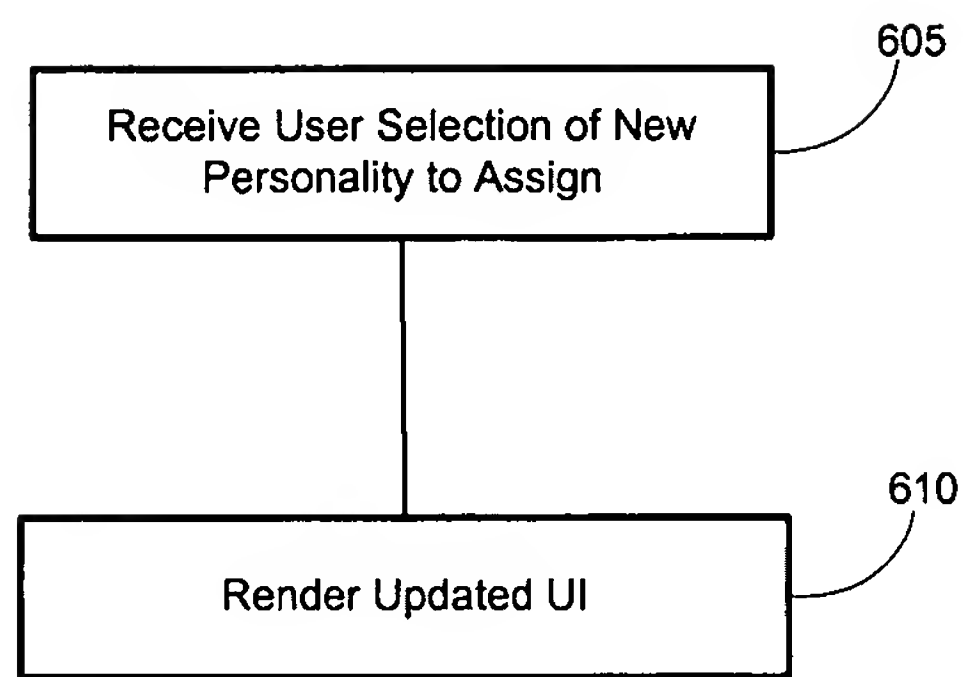 605
Receive User Selection of New
Personality to Assign
610
Render Updated UI